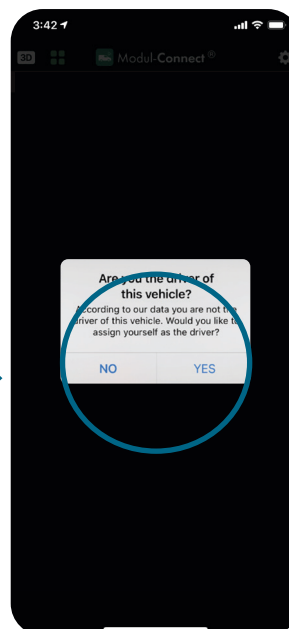 3:42
3D Modul-Connect®
Are you the driver of
this vehicle?
According to our data you are not the
driver of this vehicle. Would you like to
assign yourself as the driver?
NO YES